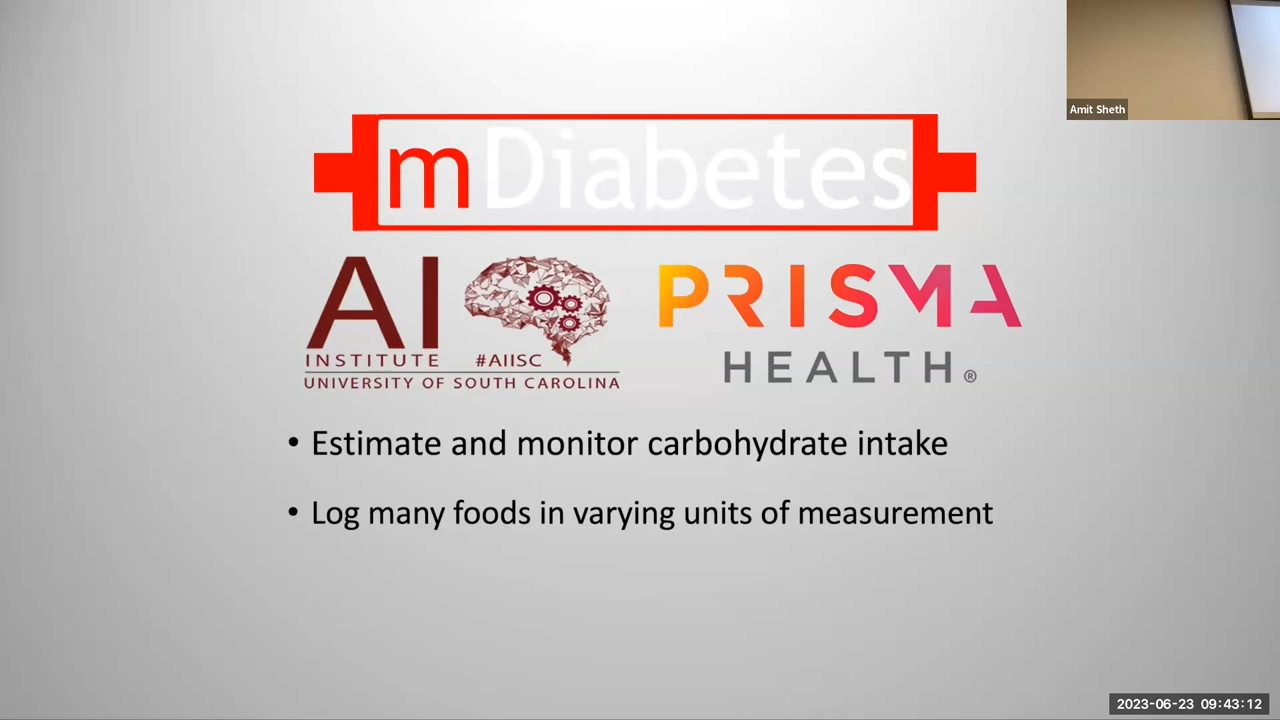 Amit Sheth
mDiabetes
AI
INSTITUTE #AIISC
UNIVERSITY OF SOUTH CAROLINA
PRISMA
HEALTH®
• Estimate and monitor carbohydrate intake
• Log many foods in varying units of measurement
2023-06-23 09:43:12